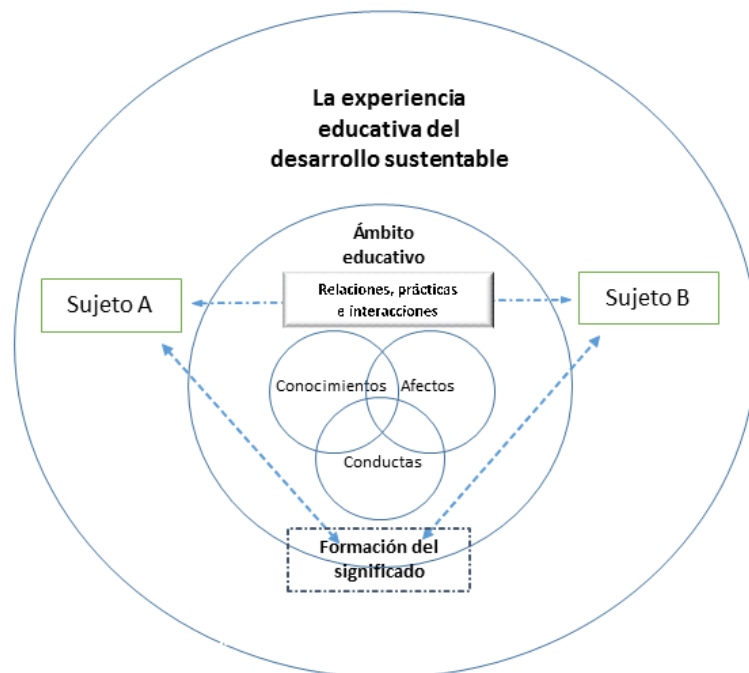 La experiencia
educativa del
desarrollo sustentable
Ámbito
educativo
Relaciones, prácticas
e interacciones
Sujeto A
Sujeto B
Conocimientos
Afectos
Conductas
Formación del
significado